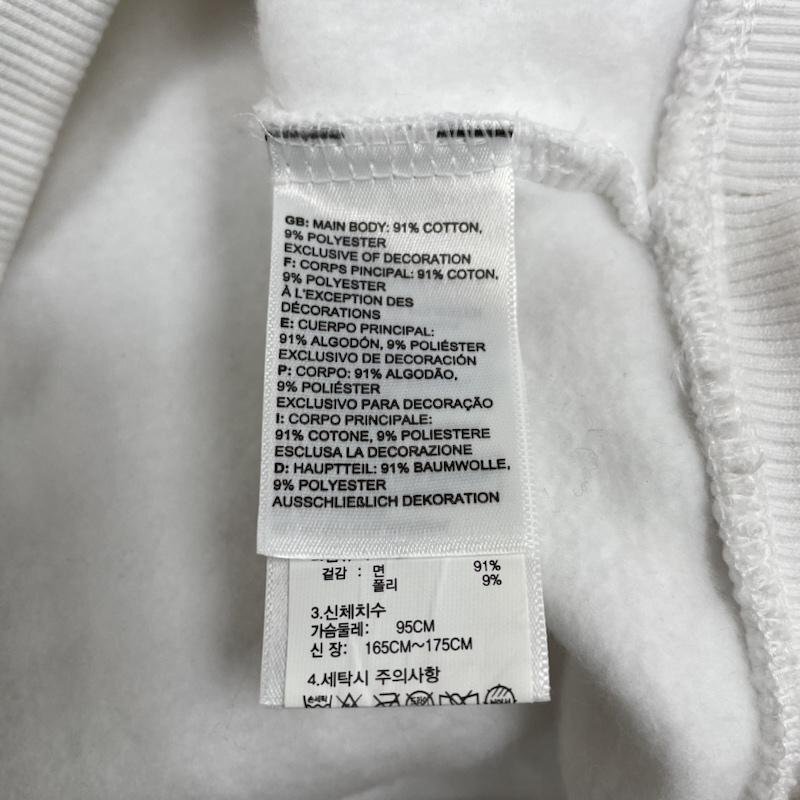 GB: MAIN BODY: 91% COTTON,
9% POLYESTER
EXCLUSIVE OF DECORATION
F: CORPS PINCIPAL: 91% COTON,
9% POLYESTER
À L'EXCEPTION DES
DÉCORATIONS
E: CUERPO PRINCIPAL:
91% ALGODÓN, 9% POLIÉSTER
EXCLUSIVO DE DECORACIÓN
P: CORPO: 91% ALGODÃO,
9% POLIÉSTER
EXCLUSIVO PARA DECORAÇÃO
I: CORPO PRINCIPALE:
91% COTONE, 9% POLIESTERE
ESCLUSA LA DECORAZIONE
D: HAUPTTEIL: 91% BAUMWOLLE,
9% POLYESTER
AUSSCHLIEßLICH DEKORATION
겉감 : 면 91%
폴리 9%
3.신체치수
가슴둘레: 95CM
신 장: 165CM~175CM
4.세탁시 주의사항
손세탁